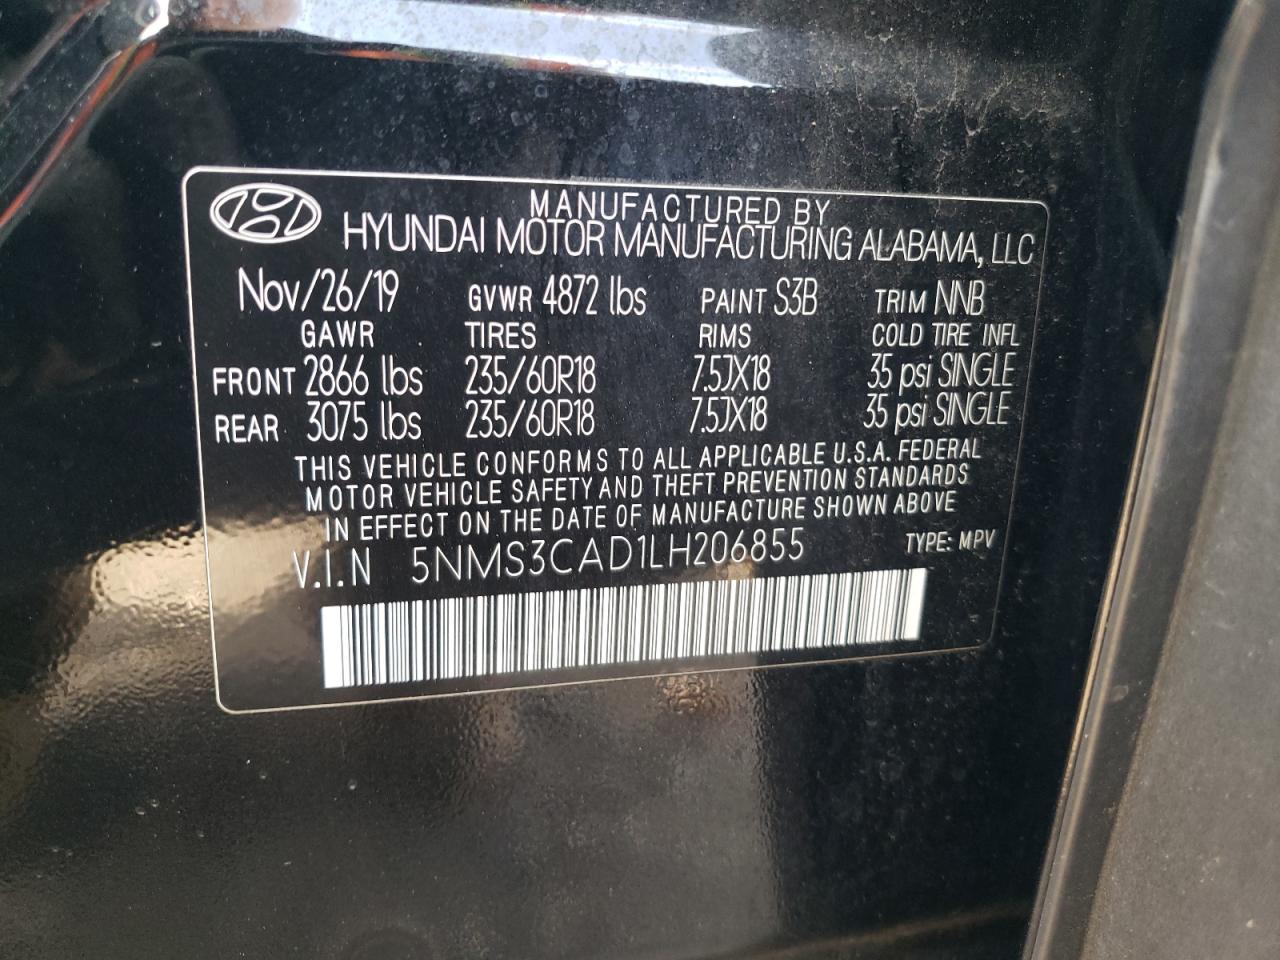 MANUFACTURED BY
HYUNDAI MOTOR MANUFACTURING ALABAMA, LLC
Nov/26/19 GVWR 4872 lbs PAINT S3B TRIM NNB
GAWR TIRES RIMS COLD TIRE INFL
FRONT 2866 lbs 235/60R18 7.5JX18 35 psi SINGLE
REAR 3075 lbs 235/60R18 7.5JX18 35 psi SINGLE
THIS VEHICLE CONFORMS TO ALL APPLICABLE U.S.A. FEDERAL
MOTOR VEHICLE SAFETY AND THEFT PREVENTION STANDARDS
IN EFFECT ON THE DATE OF MANUFACTURE SHOWN ABOVE
V.I.N 5NMS3CAD1LH206855 TYPE: MPV